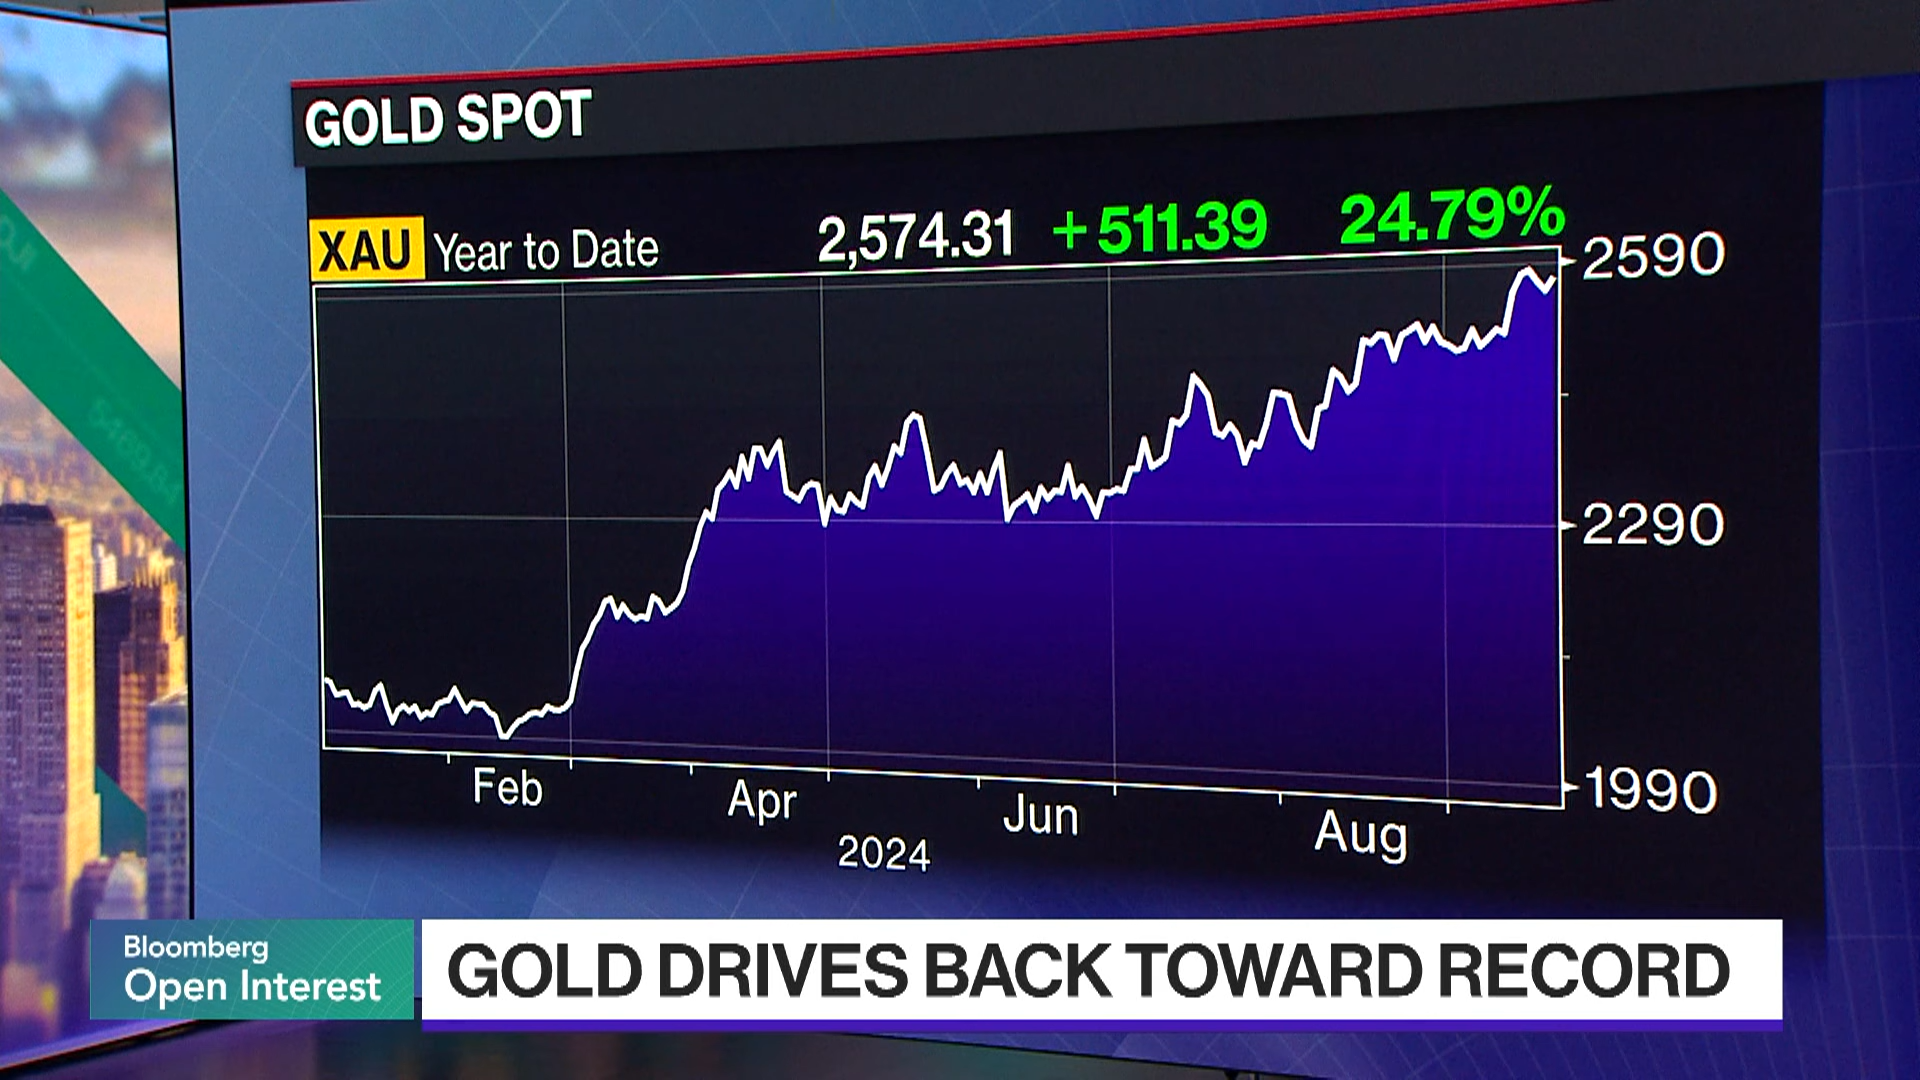 GOLD SPOT
XAU Year to Date 2,574.31 +511.39 24.79%
2590
2290
1990
Feb Apr Jun Aug
2024
Bloomberg
Open Interest
GOLD DRIVES BACK TOWARD RECORD